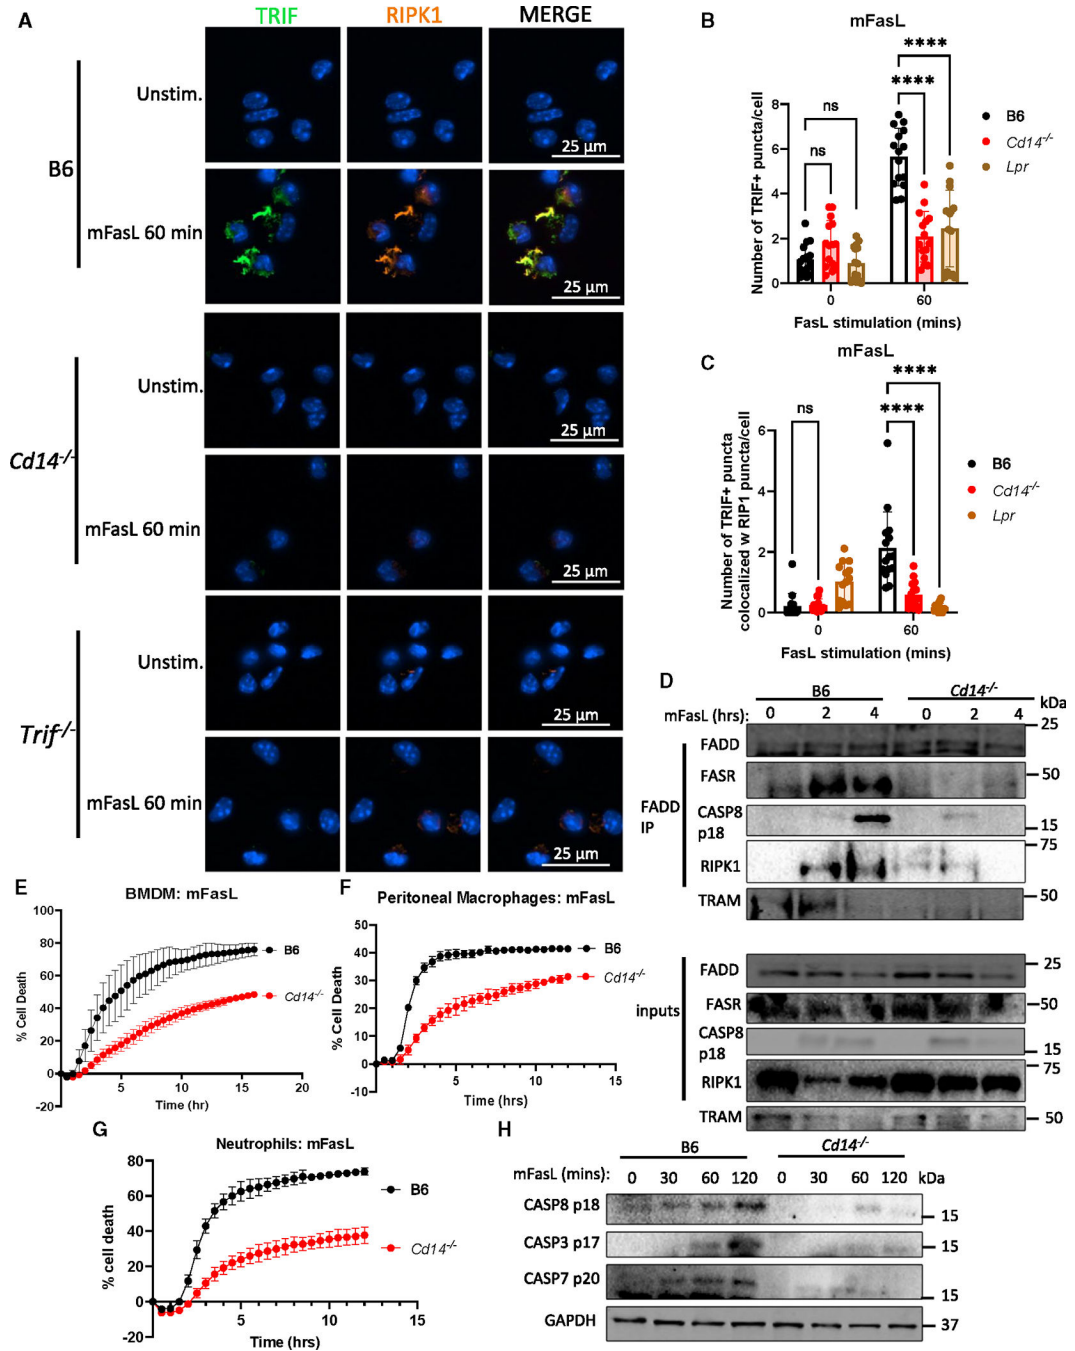 A
TRIF
RIPK1
MERGE
B6
Unstim.
25 µm
mFasL 60 min
25 µm
Cd14-/-
Unstim.
25 µm
mFasL 60 min
25 µm
Trif-/-
Unstim.
25 µm
mFasL 60 min
25 µm
B
mFasL
Number of TRIF+ puncta/cell
8
6
4
2
0
ns
ns
****
****
0
60
FasL stimulation (mins)
B6
Cd14-/-
Lpr
C
mFasL
Number of TRIF+ puncta
colocalized w RIP1 puncta/cell
6
4
2
0
ns
****
****
0
60
FasL stimulation (mins)
B6
Cd14-/-
Lpr
D
B6
Cd14-/-
kDa
mFasL (hrs): 0 2 4 0 2 4
FADD IP
FADD
25
FASR
50
CASP8 p18
15
RIPK1
75
TRAM
50
inputs
FADD
25
FASR
50
CASP8 p18
15
RIPK1
75
TRAM
50
E
BMDM: mFasL
% Cell Death
100
80
60
40
20
0
-20
5 10 15 20
Time (hr)
B6
Cd14-/-
F
Peritoneal Macrophages: mFasL
% Cell Death
50
40
30
20
10
0
5 10 15
Time (hrs)
B6
Cd14-/-
G
Neutrophils: mFasL
% cell death
80
60
40
20
0
-20
5 10 15
Time (hrs)
B6
Cd14-/-
H
B6
Cd14-/-
mFasL (mins): 0 30 60 120 0 30 60 120 kDa
CASP8 p18
15
CASP3 p17
15
CASP7 p20
15
GAPDH
37